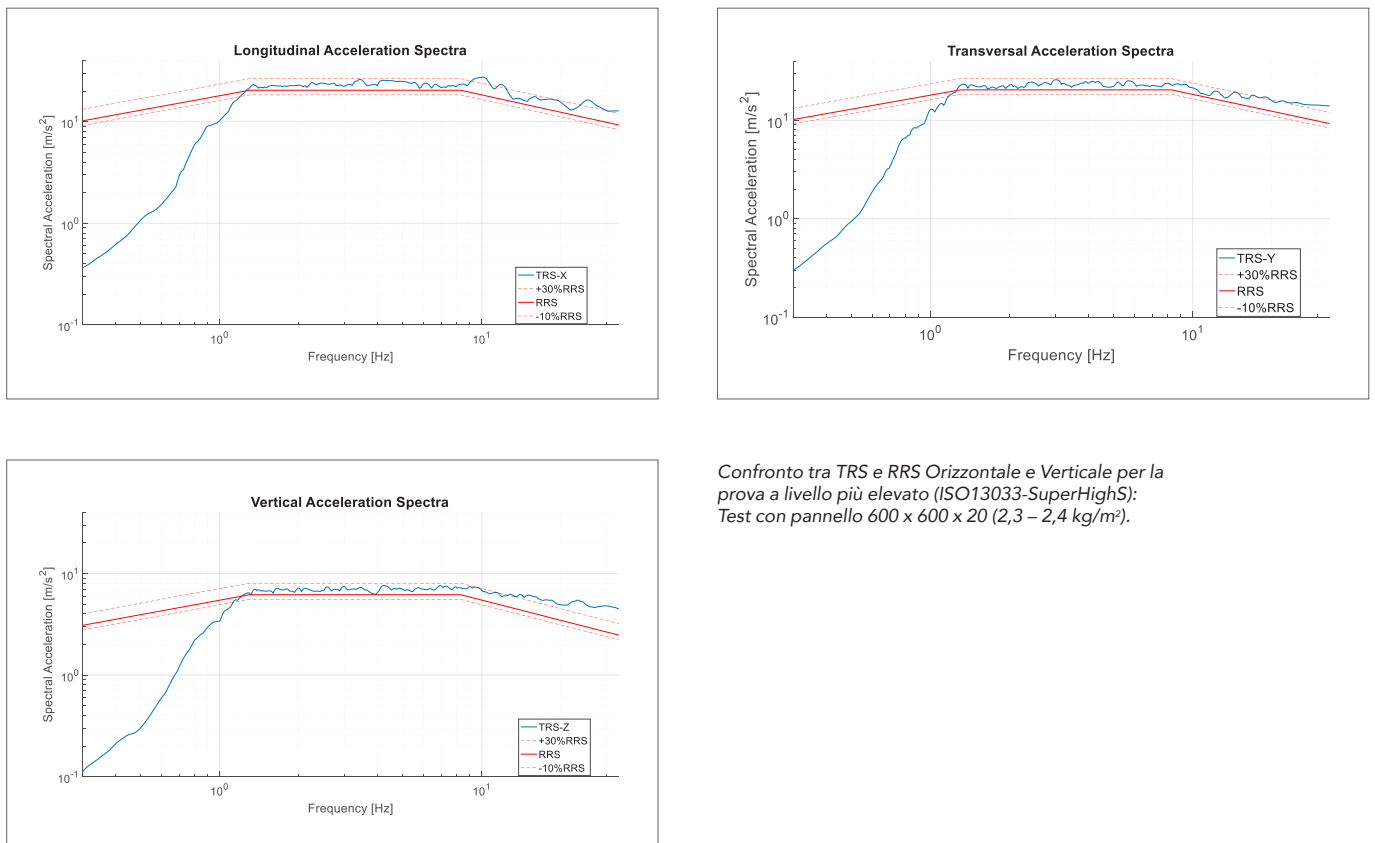 Longitudinal Acceleration Spectra
Spectral Acceleration [m/s²]
10¹
10⁰
10⁻¹
TRS-X
+30%RRS
RRS
-10%RRS
10⁰ 10¹
Frequency [Hz]
Transversal Acceleration Spectra
Spectral Acceleration [m/s²]
10¹
10⁰
10⁻¹
TRS-Y
+30%RRS
RRS
-10%RRS
10⁰ 10¹
Frequency [Hz]
Vertical Acceleration Spectra
Spectral Acceleration [m/s²]
10¹
10⁰
10⁻¹
TRS-Z
+30%RRS
RRS
-10%RRS
10⁰ 10¹
Frequency [Hz]
Confronto tra TRS e RRS Orizzontale e Verticale per la
prova a livello più elevato (ISO13033-SuperHighS):
Test con pannello 600 x 600 x 20 (2,3 – 2,4 kg/m²).